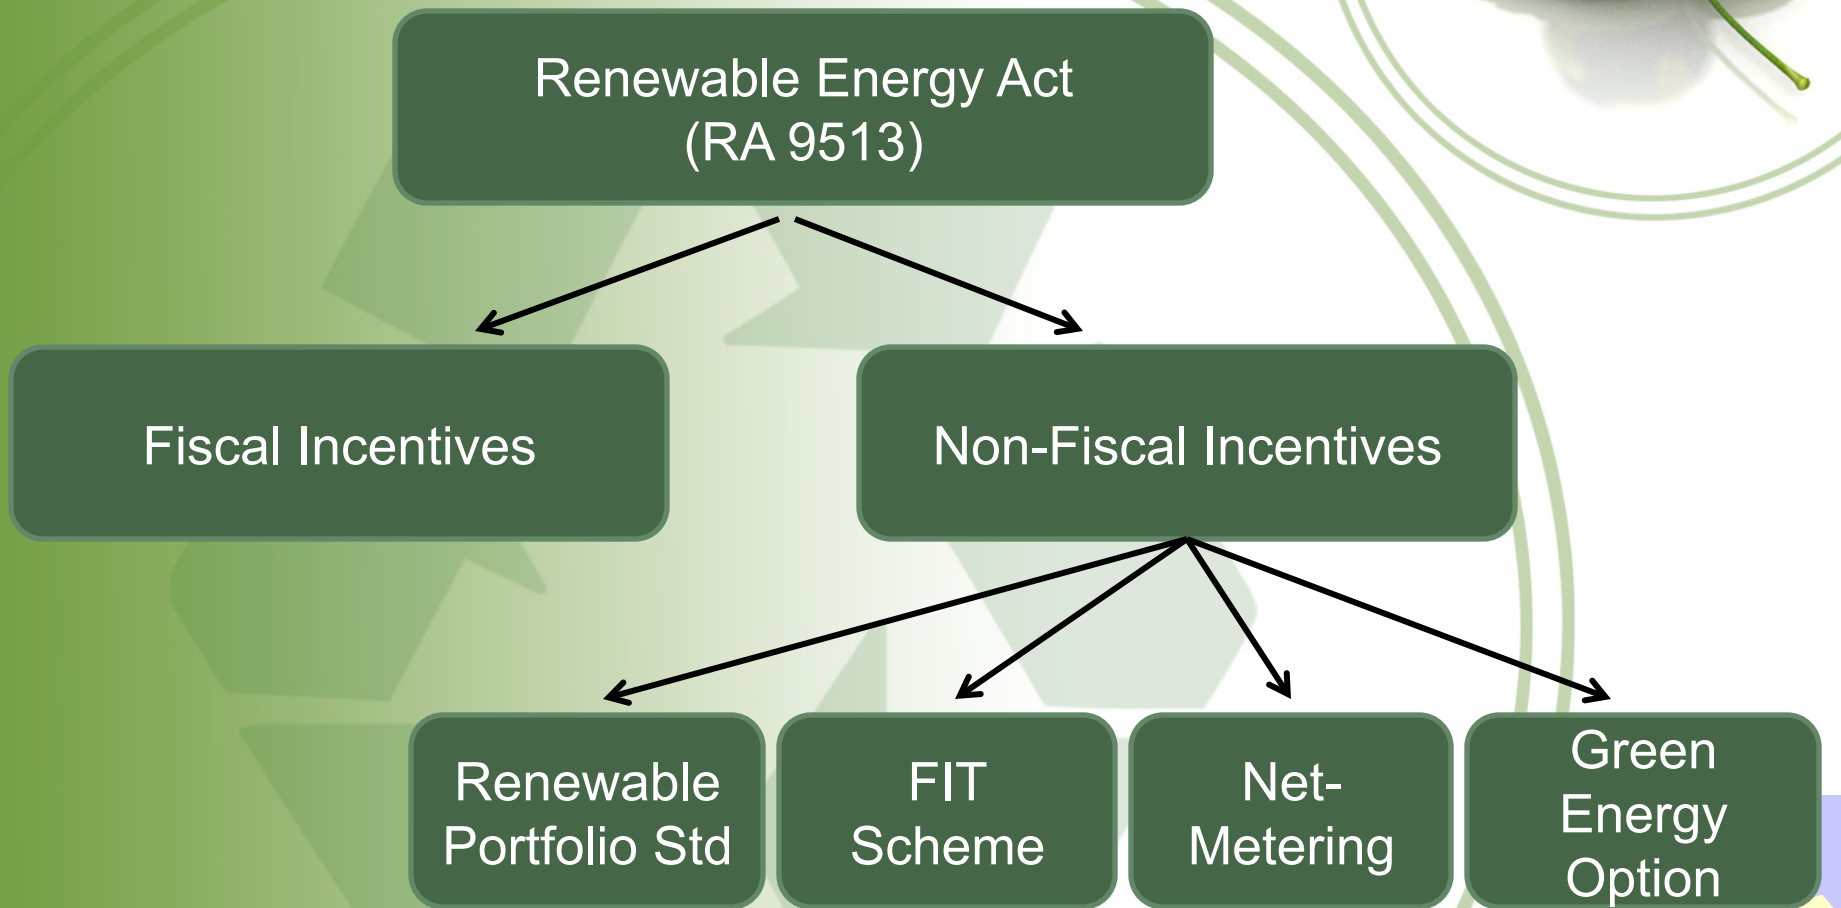 Renewable Energy Act
(RA 9513)
Fiscal Incentives
Non-Fiscal Incentives
Renewable
Portfolio Std
FIT
Scheme
Net-
Metering
Green
Energy
Option